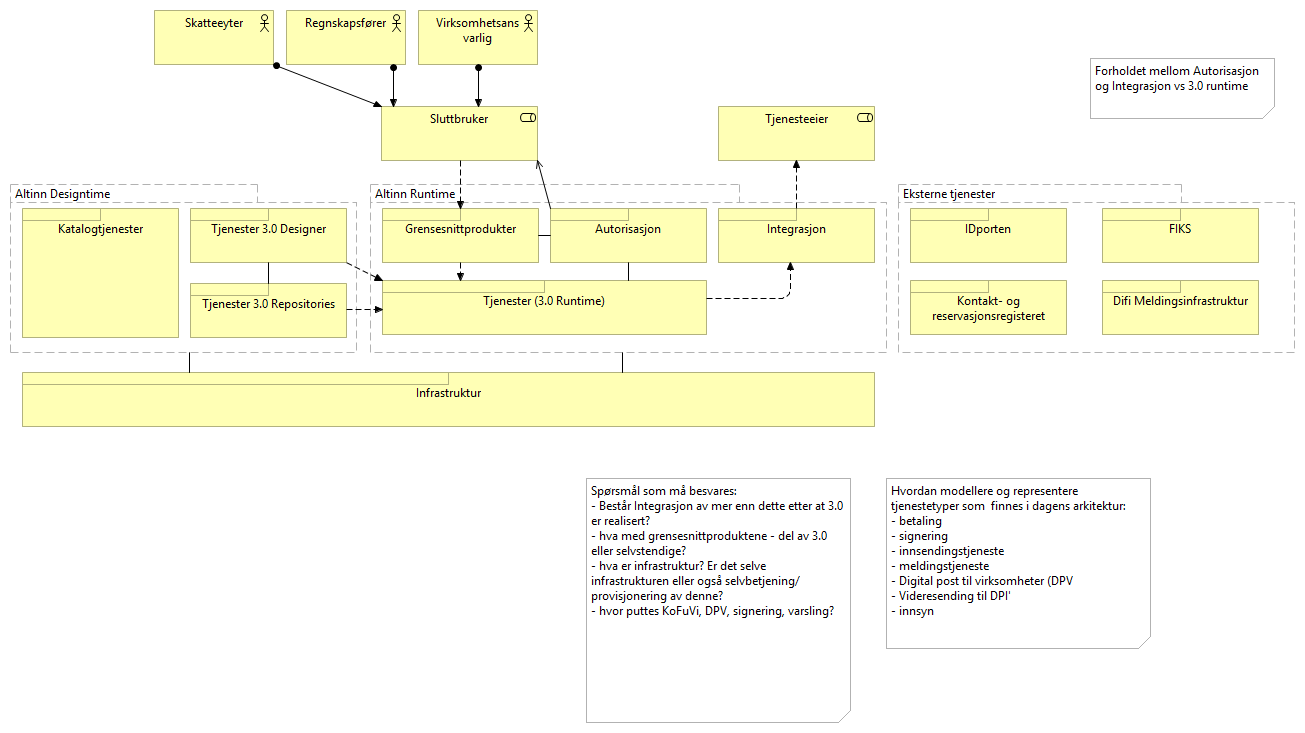 Skatteeyter
Regnskapsfører
Virksomhetsans
varlig
Forholdet mellom Autorisasjon
og Integrasjon vs 3.0 runtime
Sluttbruker
Tjenesteeier
Altinn Designtime
Altinn Runtime
Eksterne tjenester
Katalogtjenester
Tjenester 3.0 Designer
Grensesnittprodukter
Autorisasjon
Integrasjon
IDporten
FIKS
Tjenester 3.0 Repositories
Tjenester (3.0 Runtime)
Kontakt- og
reservasjonsregisteret
Difi Meldingsinfrastruktur
Infrastruktur
Spørsmål som må besvares:
- Består Integrasjon av mer enn dette etter at 3.0
er realisert?
- hva med grensesnittproduktene - del av 3.0
eller selvstendige?
- hva er infrastruktur? Er det selve
infrastrukturen eller også selvbetjening/
provisjonering av denne?
- hvor puttes KoFuVi, DPV, signering, varsling?
Hvordan modellere og representere
tjenestetyper som  finnes i dagens arkitektur:
- betaling
- signering
- innsendingstjeneste
- meldingstjeneste
- Digital post til virksomheter (DPV
- Videresending til DPI'
- innsyn